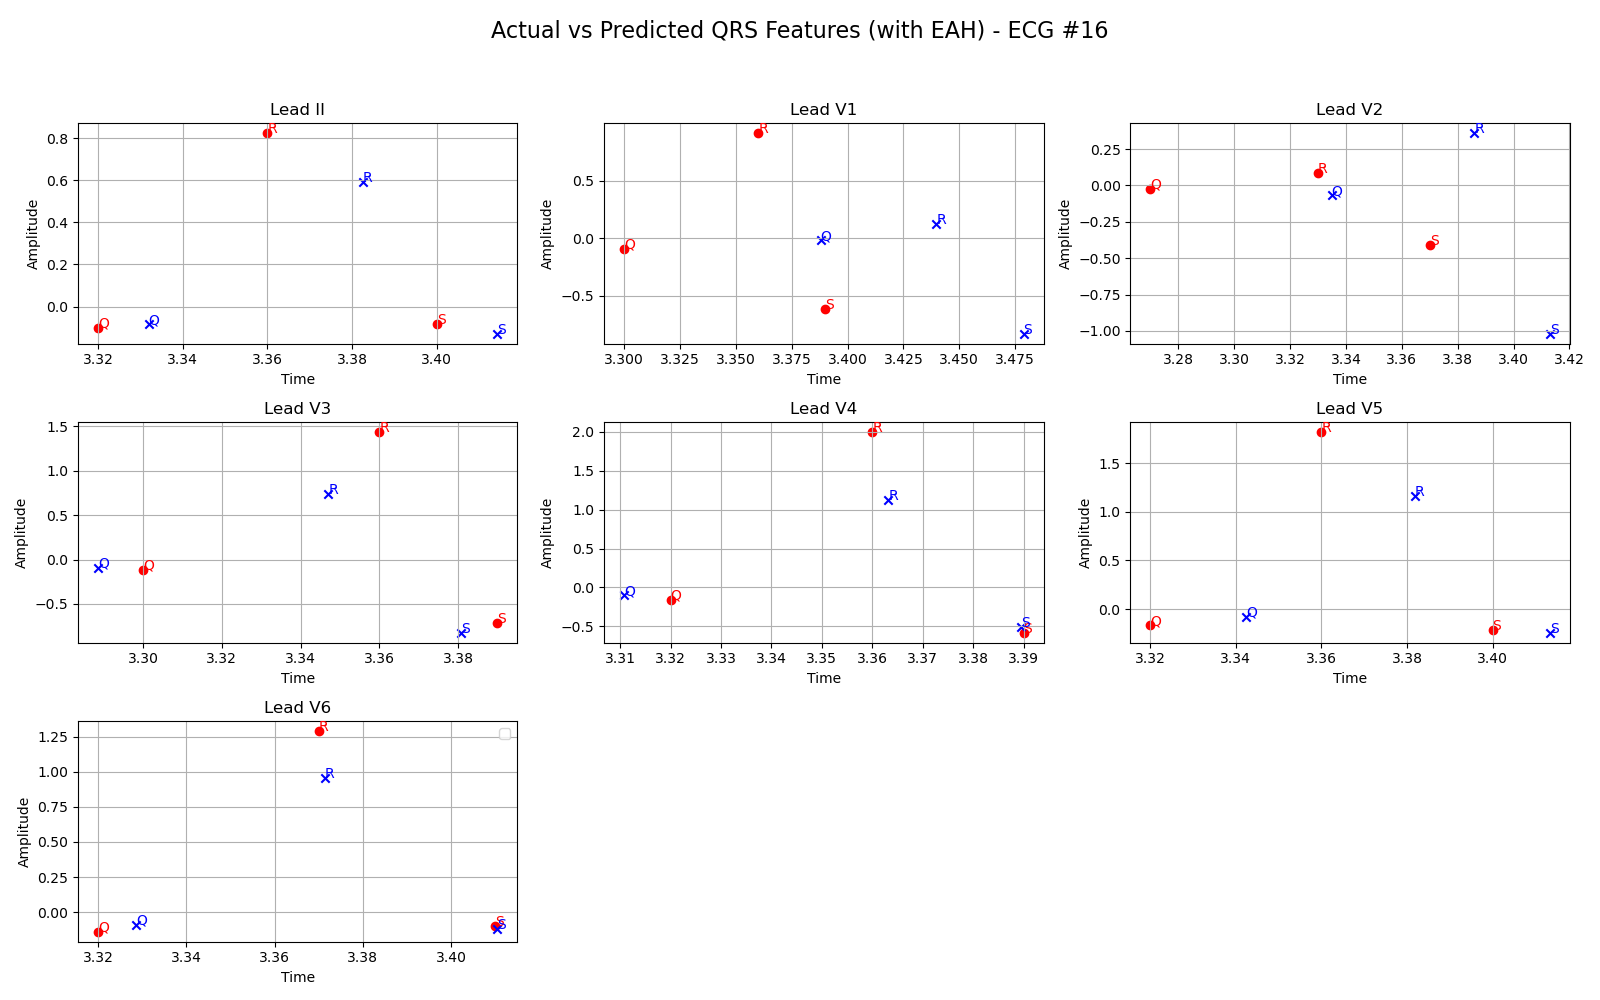 Actual vs Predicted QRS Features (with EAH) - ECG #16
Lead II
Amplitude
0.8
0.6
0.4
0.2
0.0
Q
R
S
Q
R
S
3.32 3.34 3.36 3.38 3.40
Time
Lead V1
Amplitude
0.5
0.0
−0.5
Q
R
S
Q
R
S
3.300 3.325 3.350 3.375 3.400 3.425 3.450 3.475
Time
Lead V2
Amplitude
0.25
0.00
−0.25
−0.50
−0.75
−1.00
Q
R
S
Q
R
S
3.28 3.30 3.32 3.34 3.36 3.38 3.40 3.42
Time
Lead V3
Amplitude
1.5
1.0
0.5
0.0
−0.5
Q
R
S
Q
R
S
3.30 3.32 3.34 3.36 3.38
Time
Lead V4
Amplitude
2.0
1.5
1.0
0.5
0.0
−0.5
Q
R
S
Q
R
S
3.31 3.32 3.33 3.34 3.35 3.36 3.37 3.38 3.39
Time
Lead V5
Amplitude
1.5
1.0
0.5
0.0
Q
R
S
Q
R
S
3.32 3.34 3.36 3.38 3.40
Time
Lead V6
Amplitude
1.25
1.00
0.75
0.50
0.25
0.00
Q
R
S
Q
R
S
3.32 3.34 3.36 3.38 3.40
Time